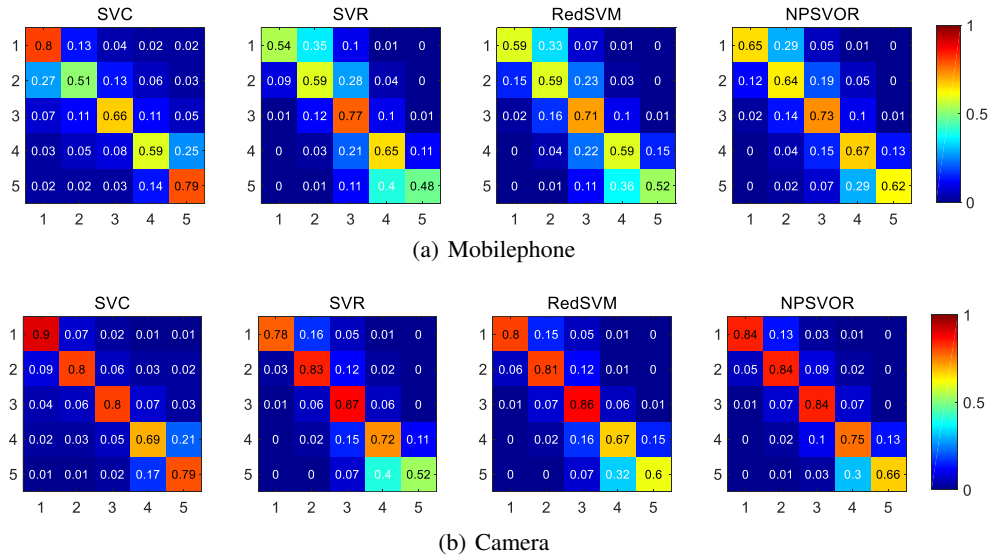 SVC SVR RedSVM NPSVOR
1 0.8 0.13 0.04 0.02 0.02 1 0.54 0.35 0.1 0.01 0 1 0.59 0.33 0.07 0.01 0 1 0.65 0.29 0.05 0.01 0 1
2 0.27 0.51 0.13 0.06 0.03 2 0.09 0.59 0.28 0.04 0 2 0.15 0.59 0.23 0.03 0 2 0.12 0.64 0.19 0.05 0
3 0.07 0.11 0.66 0.11 0.05 3 0.01 0.12 0.77 0.1 0.01 3 0.02 0.16 0.71 0.1 0.01 3 0.02 0.14 0.73 0.1 0.01 0.5
4 0.03 0.05 0.08 0.59 0.25 4 0 0.03 0.21 0.65 0.11 4 0 0.04 0.22 0.59 0.15 4 0 0.04 0.15 0.67 0.13
5 0.02 0.02 0.03 0.14 0.79 5 0 0.01 0.11 0.4 0.48 5 0 0.02 0.11 0.36 0.52 5 0 0.02 0.07 0.29 0.62 0
1 2 3 4 5 1 2 3 4 5 1 2 3 4 5 1 2 3 4 5
(a) Mobilephone
SVC SVR RedSVM NPSVOR
1 0.9 0.07 0.02 0.01 0.01 1 0.78 0.16 0.05 0.01 0 1 0.8 0.15 0.05 0.01 0 1 0.84 0.13 0.03 0.01 0 1
2 0.09 0.8 0.06 0.03 0.02 2 0.03 0.83 0.12 0.02 0 2 0.06 0.81 0.12 0.01 0 2 0.05 0.84 0.09 0.02 0
3 0.04 0.06 0.8 0.07 0.03 3 0.01 0.06 0.87 0.06 0 3 0.01 0.07 0.86 0.06 0.01 3 0.01 0.07 0.84 0.07 0 0.5
4 0.02 0.03 0.05 0.69 0.21 4 0 0.02 0.15 0.72 0.11 4 0 0.02 0.16 0.67 0.15 4 0 0.03 0.1 0.75 0.13
5 0.01 0.01 0.02 0.17 0.79 5 0 0 0.07 0.4 0.52 5 0 0 0.07 0.32 0.6 5 0 0.01 0.03 0.3 0.66 0
1 2 3 4 5 1 2 3 4 5 1 2 3 4 5 1 2 3 4 5
(b) Camera